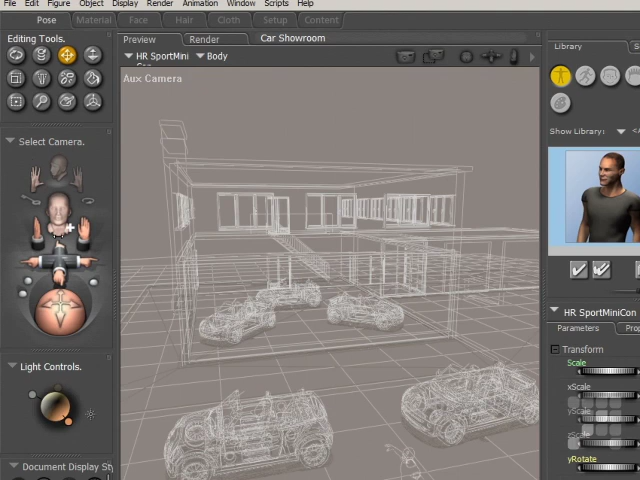 File Edit Figure Object Display Render Animation Window Scripts Help
Pose Material Face Hair Cloth Setup Content
Editing Tools.
Preview Render Car Showroom
HR SportMini Body
Aux Camera
Select Camera.
Light Controls.
Document Display
Library
Show Library:
HR SportMiniCon
Parameters
Transform
Scale
xScale
yScale
zScale
yRotate